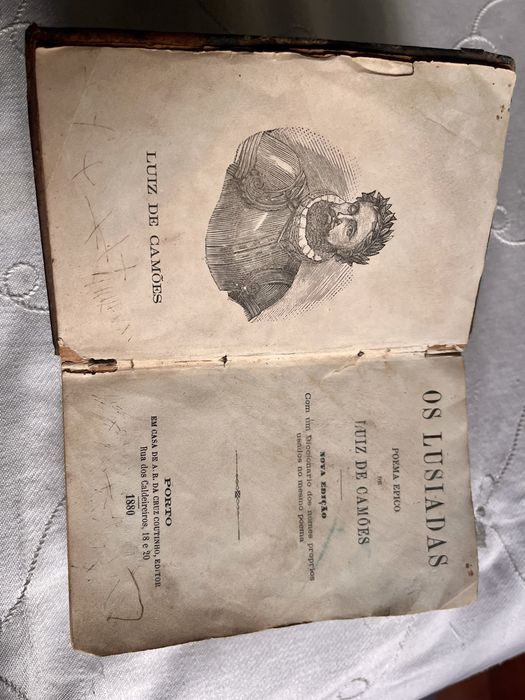 LUIZ DE CAMÕES
OS LUSIADAS
POEMA EPICO
DE
LUIZ DE CAMÕES
NOVA EDIÇÃO
Com um Diccionario dos nomes proprios
usados no mesmo poema
PORTO
EM CASA DE A. R. DA CRUZ COUTINHO, EDITOR
Rua dos Caldeireiros, 18 e 20
1880